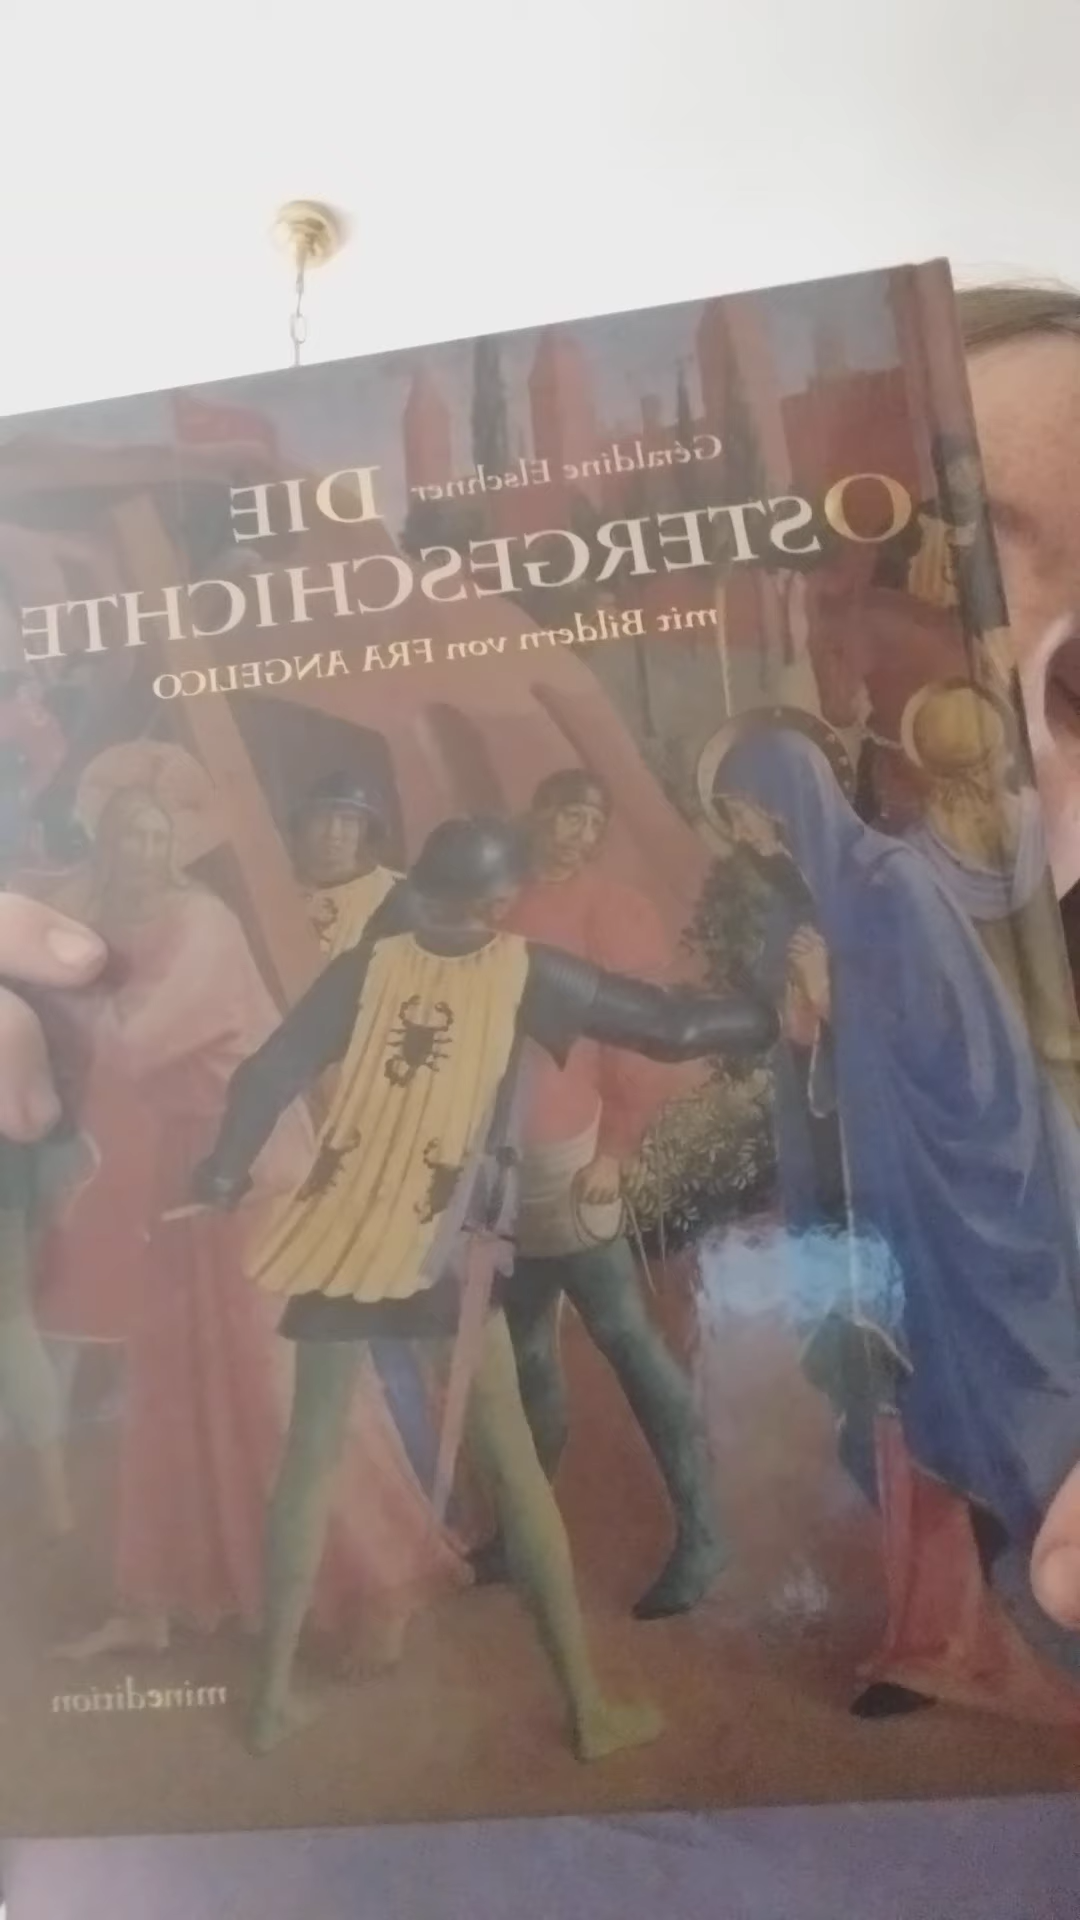 Géraldine Elschner DIE
OSTERGESCHICHTE
mit Bildern von FRA ANGELICO
minedition